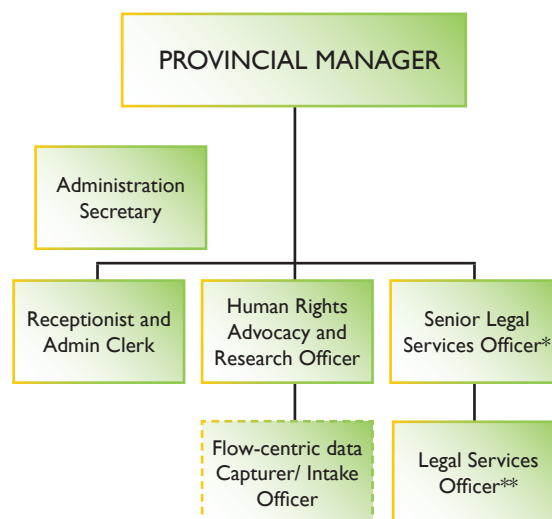 PROVINCIAL MANAGER
Administration
Secretary
Receptionist and
Admin Clerk
Human Rights
Advocacy and
Research Officer
Senior Legal
Services Officer*
Flow-centric data
Capturer/ Intake
Officer
Legal Services
Officer**